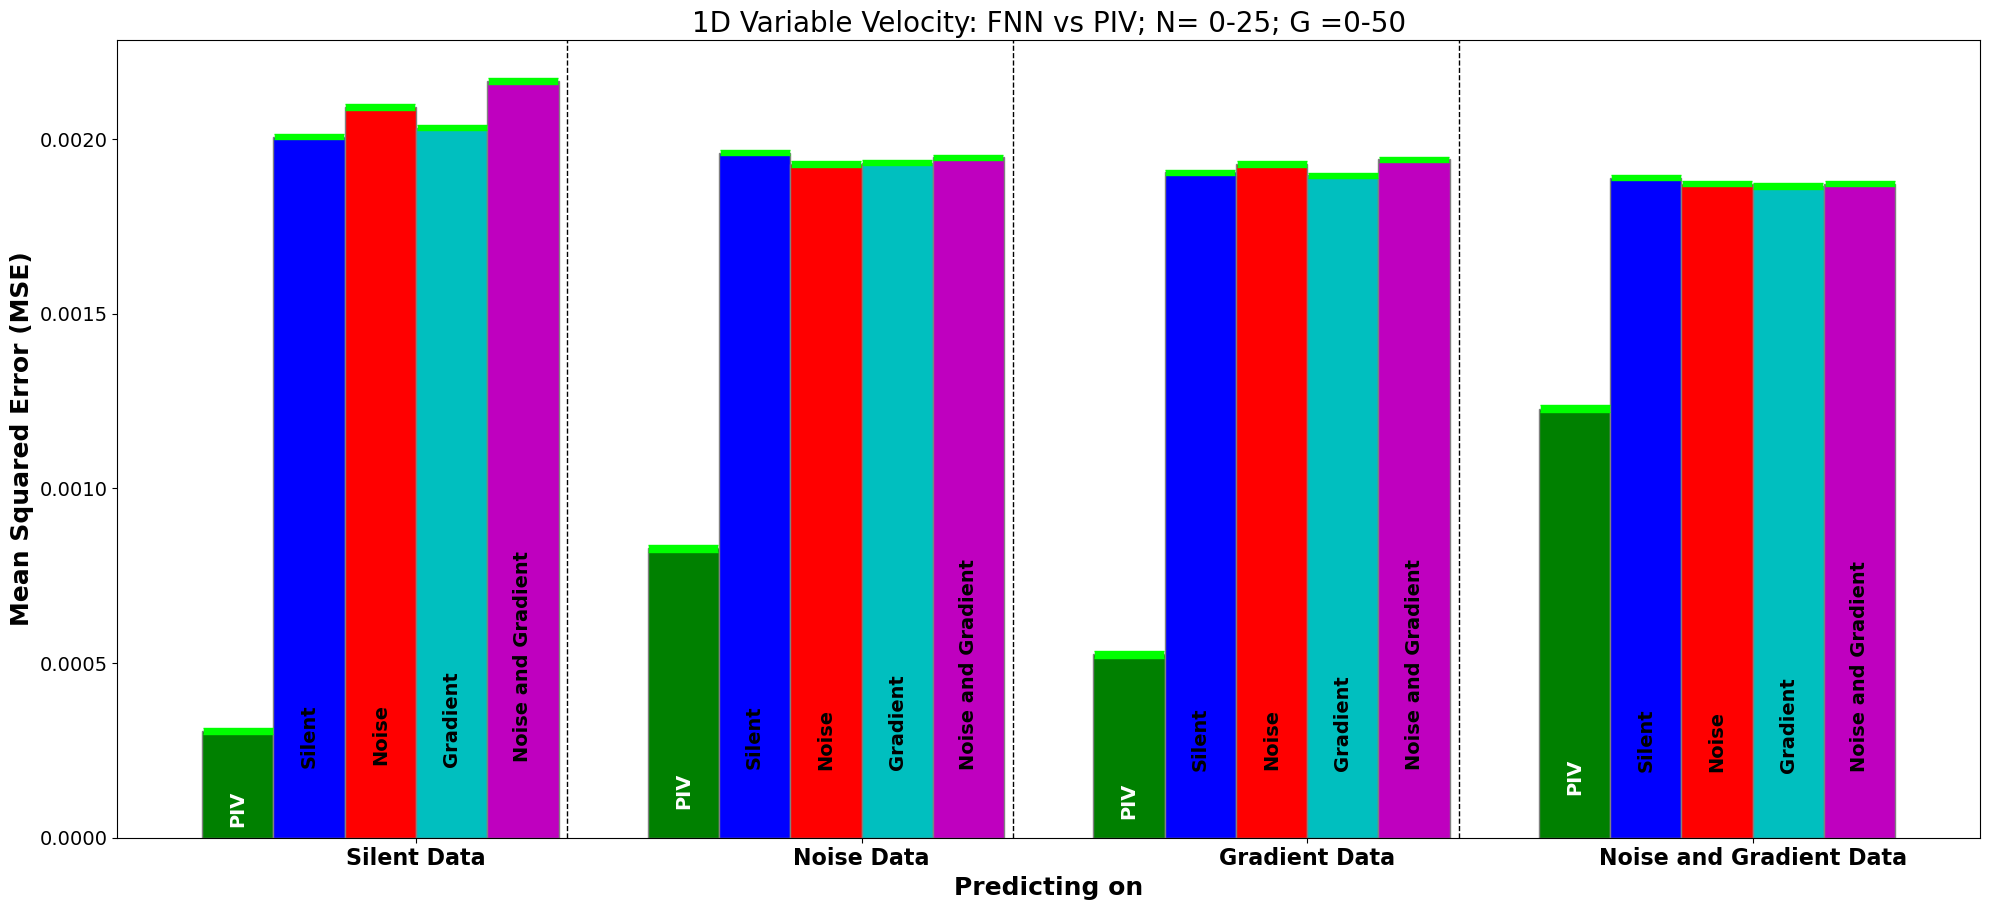 1D Variable Velocity: FNN vs PIV; N= 0-25; G =0-50
Mean Squared Error (MSE)
0.0020
0.0015
0.0010
0.0005
0.0000
PIV
Silent
Noise
Gradient
Noise and Gradient
PIV
Silent
Noise
Gradient
Noise and Gradient
PIV
Silent
Noise
Gradient
Noise and Gradient
PIV
Silent
Noise
Gradient
Noise and Gradient
Silent Data
Noise Data
Gradient Data
Noise and Gradient Data
Predicting on